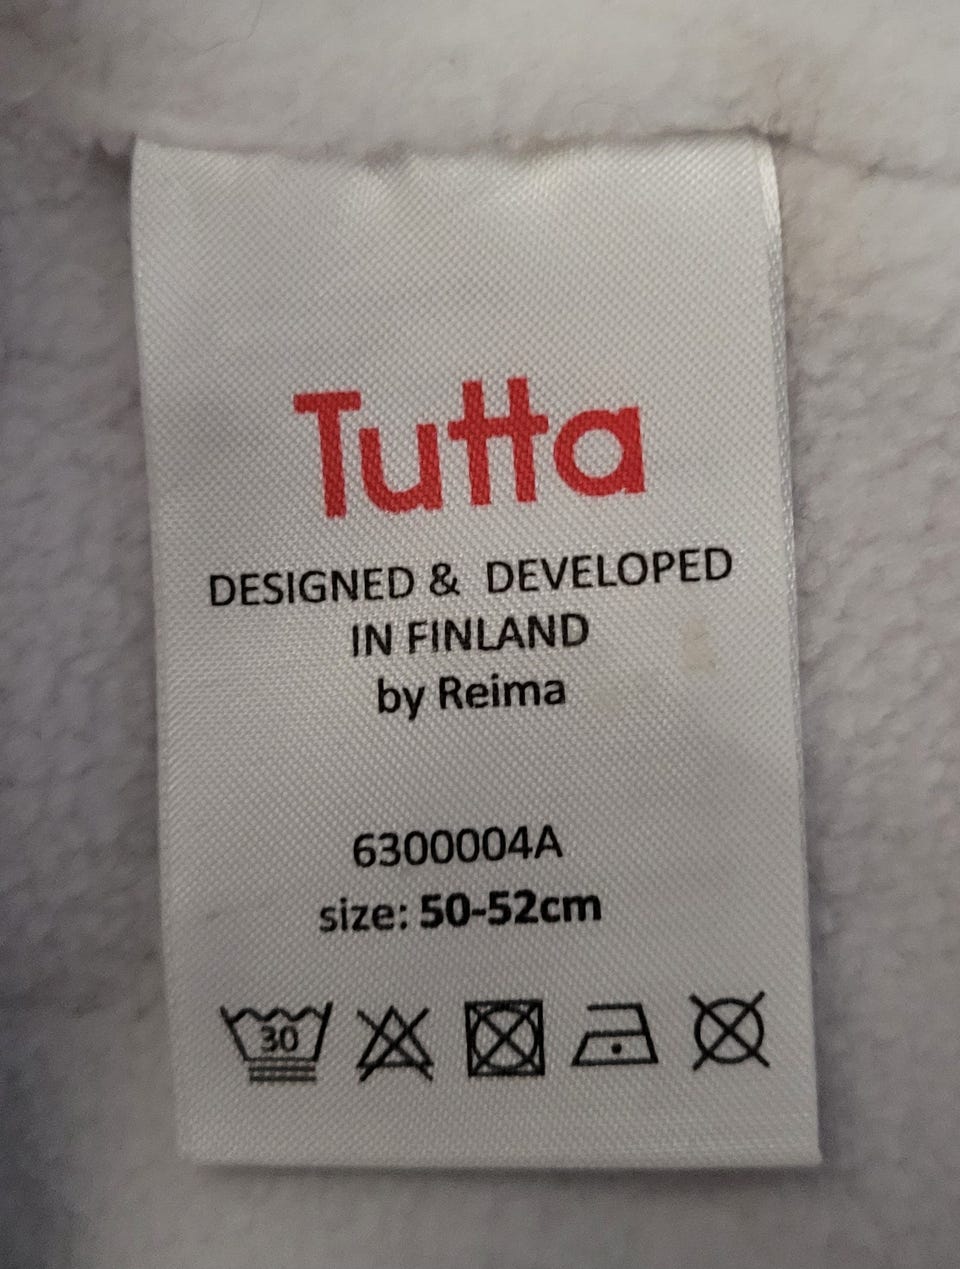 Tutta
DESIGNED & DEVELOPED
IN FINLAND
by Reima
6300004A
size: 50-52cm
30